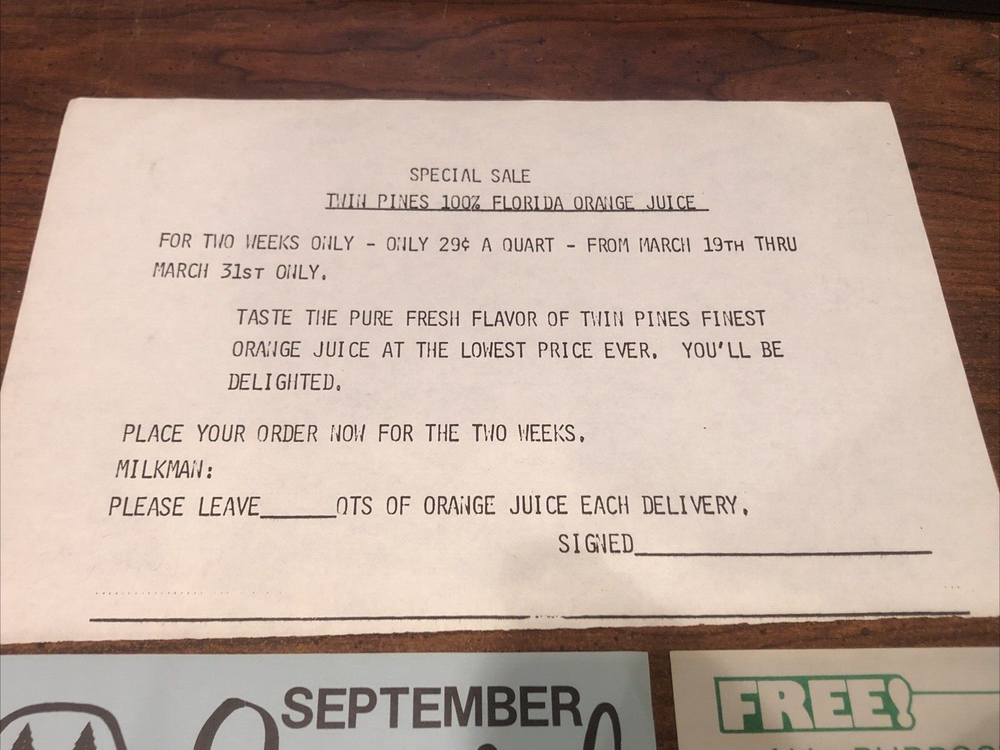 SPECIAL SALE
TWIN PINES 100% FLORIDA ORANGE JUICE
FOR TWO WEEKS ONLY - ONLY 29¢ A QUART - FROM MARCH 19TH THRU
MARCH 31ST ONLY.
TASTE THE PURE FRESH FLAVOR OF TWIN PINES FINEST
ORANGE JUICE AT THE LOWEST PRICE EVER. YOU'LL BE
DELIGHTED.
PLACE YOUR ORDER NOW FOR THE TWO WEEKS.
MILKMAN:
PLEASE LEAVE_____QTS OF ORANGE JUICE EACH DELIVERY.
SIGNED____________________
SEPTEMBER
FREE!